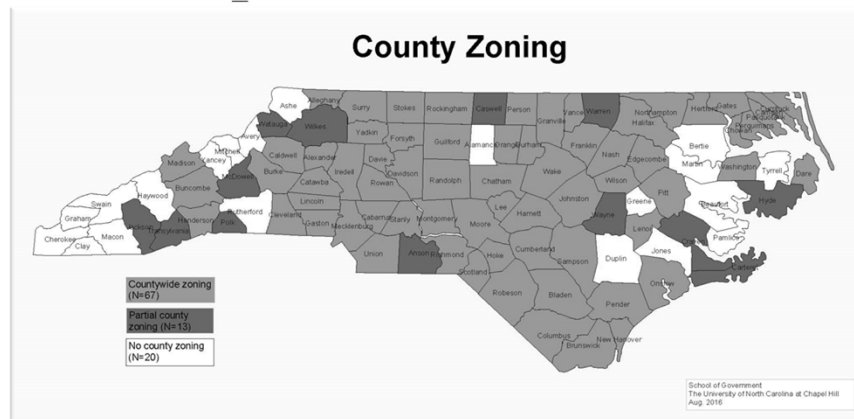 County Zoning
Ashe
Alleghany
Surry
Stokes
Rockingham
Caswell
Person
Granville
Vance
Warren
Northampton
Hertford
Gates
Halifax
Chowan
Perquimans
Watauga
Wilkes
Yadkin
Forsyth
Guilford
Alamance
Orange
Durham
Franklin
Nash
Edgecombe
Bertie
Martin
Washington
Tyrrell
Dare
Avery
Mitchell
Yancey
Madison
Caldwell
Alexander
Iredell
Davie
Davidson
Randolph
Chatham
Wake
Wilson
Pitt
Beaufort
Hyde
Haywood
Buncombe
McDowell
Burke
Catawba
Rowan
Lincoln
Johnston
Greene
Wayne
Lenoir
Craven
Pamlico
Swain
Graham
Cherokee
Clay
Macon
Jackson
Transylvania
Henderson
Polk
Rutherford
Cleveland
Gaston
Mecklenburg
Cabarrus
Stanly
Montgomery
Moore
Lee
Harnett
Jones
Carteret
Union
Anson
Richmond
Scotland
Hoke
Cumberland
Sampson
Duplin
Onslow
Robeson
Bladen
Pender
Columbus
Brunswick
New Hanover
Countywide zoning
(N=67)
Partial county
zoning (N=13)
No county zoning
(N=20)
School of Government
The University of North Carolina at Chapel Hill
Aug. 2016